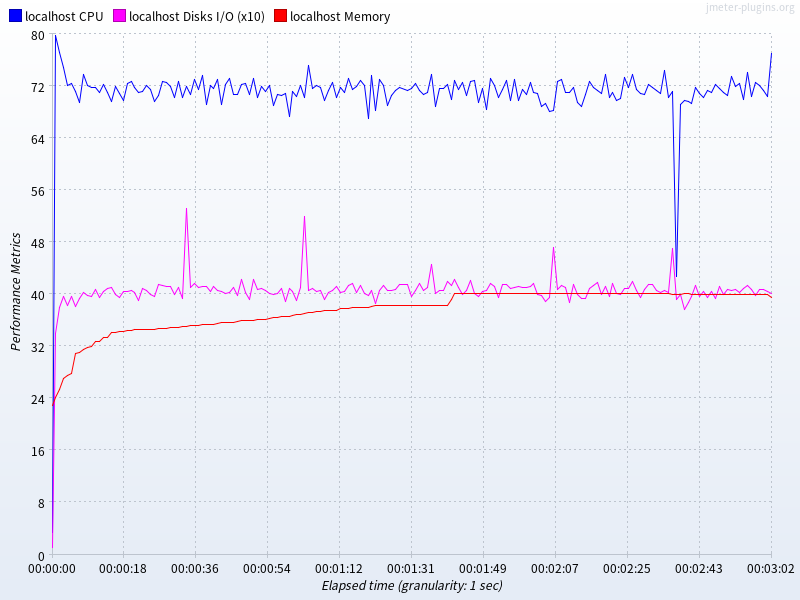 jmeter-plugins.org
localhost CPU localhost Disks I/O (x10) localhost Memory
80
72
64
56
48
40
32
24
16
8
0
Performance Metrics
00:00:00 00:00:18 00:00:36 00:00:54 00:01:12 00:01:31 00:01:49 00:02:07 00:02:25 00:02:43 00:03:02
Elapsed time (granularity: 1 sec)